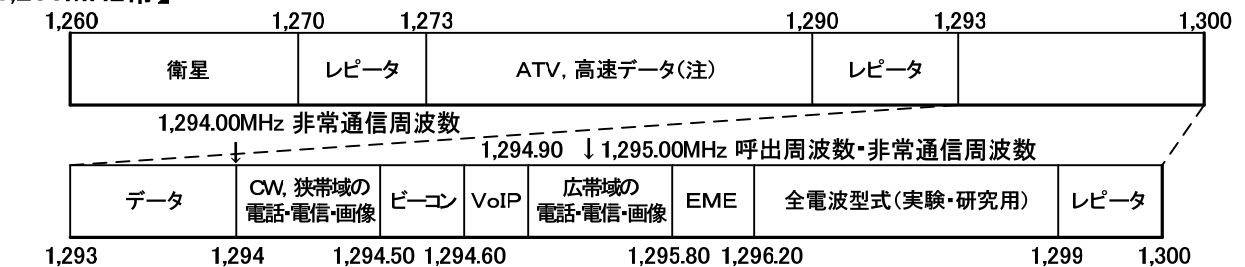 1,260 1,270 1,273 1,290 1,293 1,300
衛星 レピータ ATV，高速データ(注) レピータ
1,294.00MHz 非常通信周波数
1,294.90 ↓1,295.00MHz 呼出周波数・非常通信周波数
データ CW，狭帯域の電話・電信・画像 ビーコン VoIP 広帯域の電話・電信・画像 EME 全電波型式(実験・研究用) レピータ
1,293 1,294 1,294.50 1,294.60 1,295.80 1,296.20 1,299 1,300